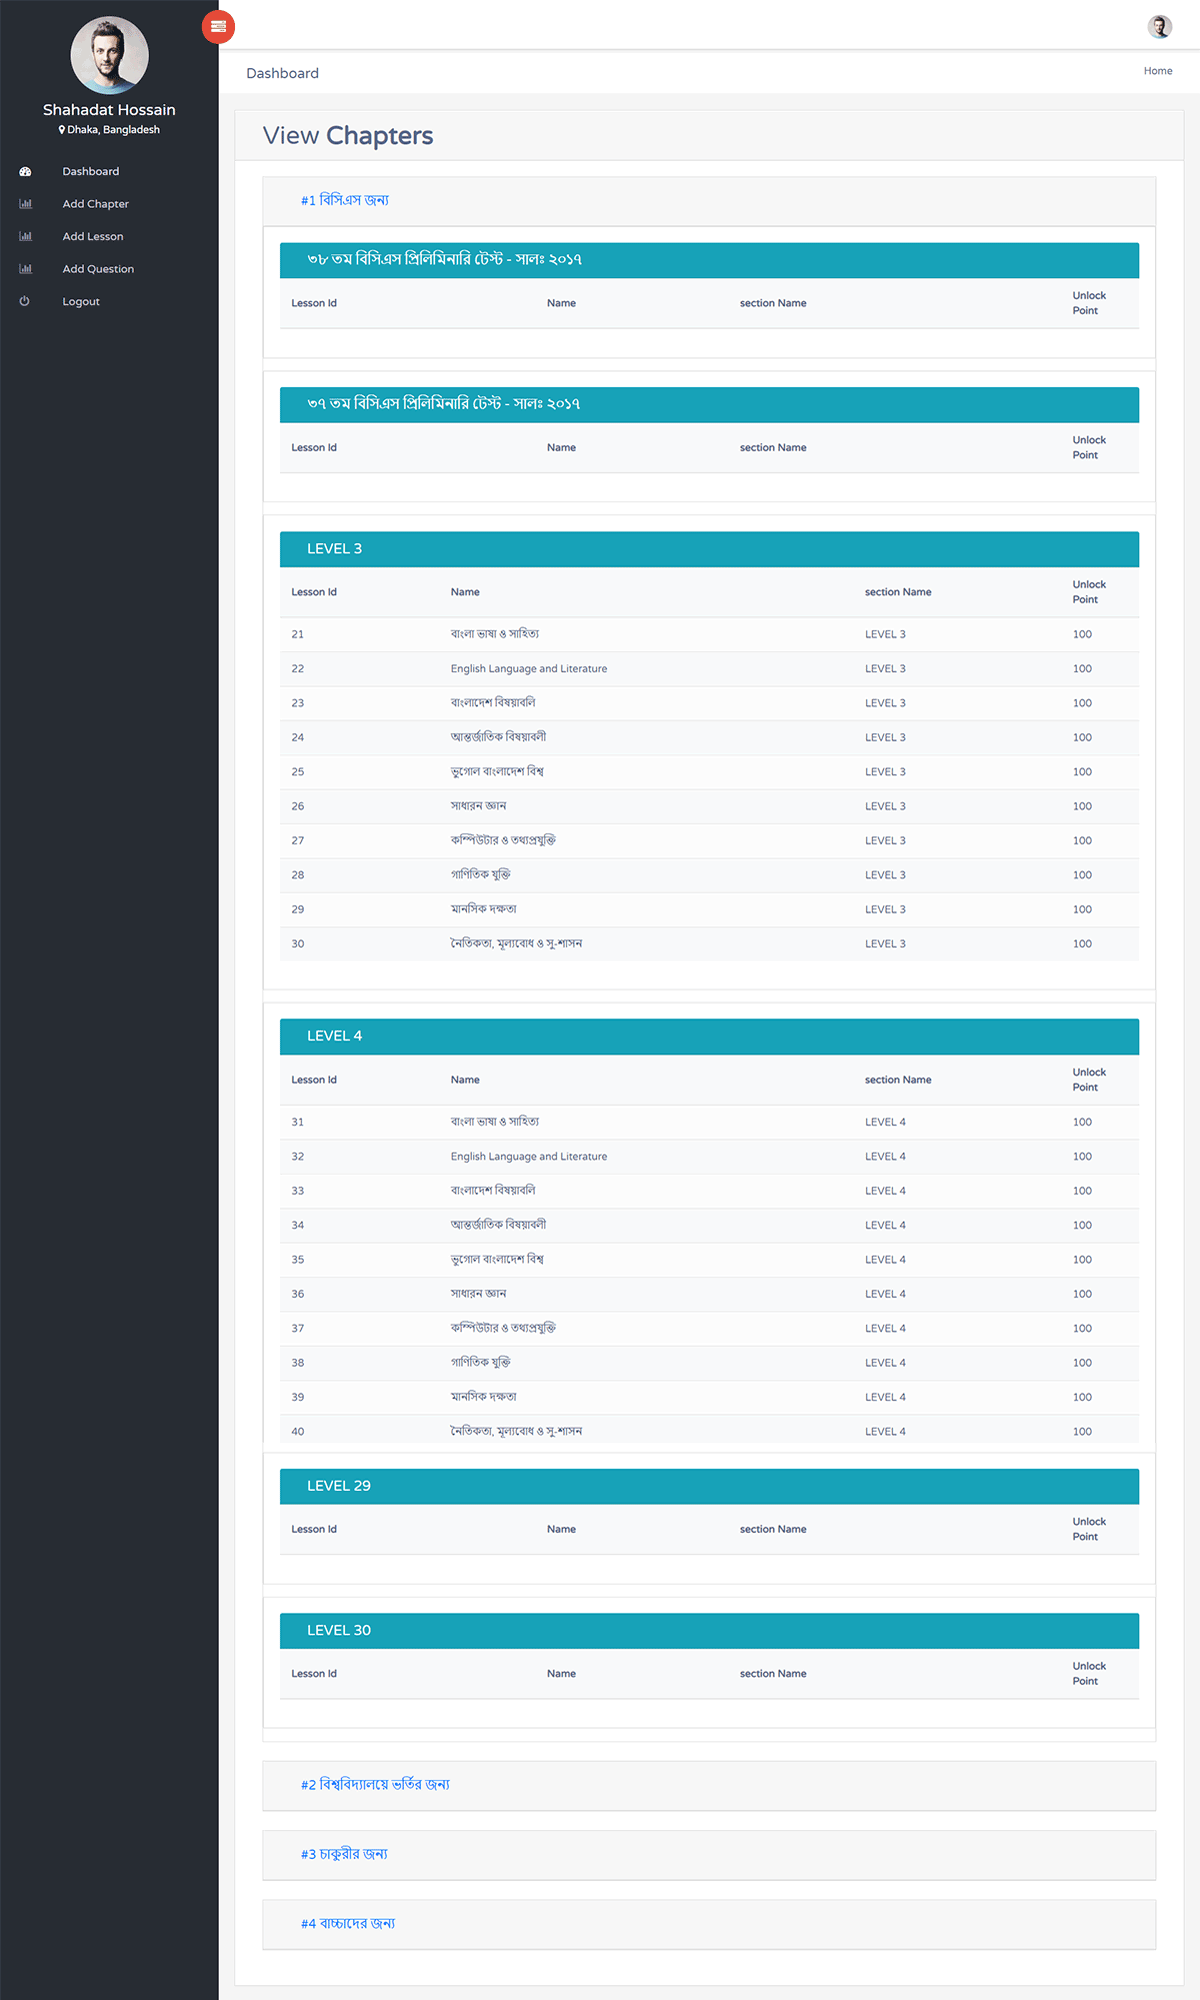 Shahadat Hossain
Dhaka, Bangladesh
Dashboard
Add Chapter
Add Lesson
Add Question
Logout
Dashboard
Home
View Chapters
#1 বিসিএস জন্য
৩৮ তম বিসিএস প্রিলিমিনারি টেস্ট - সালঃ ২০১৭
Lesson Id Name section Name Unlock Point
৩৭ তম বিসিএস প্রিলিমিনারি টেস্ট - সালঃ ২০১৭
Lesson Id Name section Name Unlock Point
LEVEL 3
Lesson Id Name section Name Unlock Point
21 বাংলা ভাষা ও সাহিত্য LEVEL 3 100
22 English Language and Literature LEVEL 3 100
23 বাংলাদেশ বিষয়াবলি LEVEL 3 100
24 আন্তর্জাতিক বিষয়াবলী LEVEL 3 100
25 ভুগোল বাংলাদেশ বিশ্ব LEVEL 3 100
26 সাধারন জ্ঞান LEVEL 3 100
27 কম্পিউটার ও তথ্যপ্রযুক্তি LEVEL 3 100
28 গাণিতিক যুক্তি LEVEL 3 100
29 মানসিক দক্ষতা LEVEL 3 100
30 নৈতিকতা, মূল্যবোধ ও সু-শাসন LEVEL 3 100
LEVEL 4
Lesson Id Name section Name Unlock Point
31 বাংলা ভাষা ও সাহিত্য LEVEL 4 100
32 English Language and Literature LEVEL 4 100
33 বাংলাদেশ বিষয়াবলি LEVEL 4 100
34 আন্তর্জাতিক বিষয়াবলী LEVEL 4 100
35 ভুগোল বাংলাদেশ বিশ্ব LEVEL 4 100
36 সাধারন জ্ঞান LEVEL 4 100
37 কম্পিউটার ও তথ্যপ্রযুক্তি LEVEL 4 100
38 গাণিতিক যুক্তি LEVEL 4 100
39 মানসিক দক্ষতা LEVEL 4 100
40 নৈতিকতা, মূল্যবোধ ও সু-শাসন LEVEL 4 100
LEVEL 29
Lesson Id Name section Name Unlock Point
LEVEL 30
Lesson Id Name section Name Unlock Point
#2 বিশ্ববিদ্যালয়ে ভর্তির জন্য
#3 চাকুরীর জন্য
#4 বাচ্চাদের জন্য